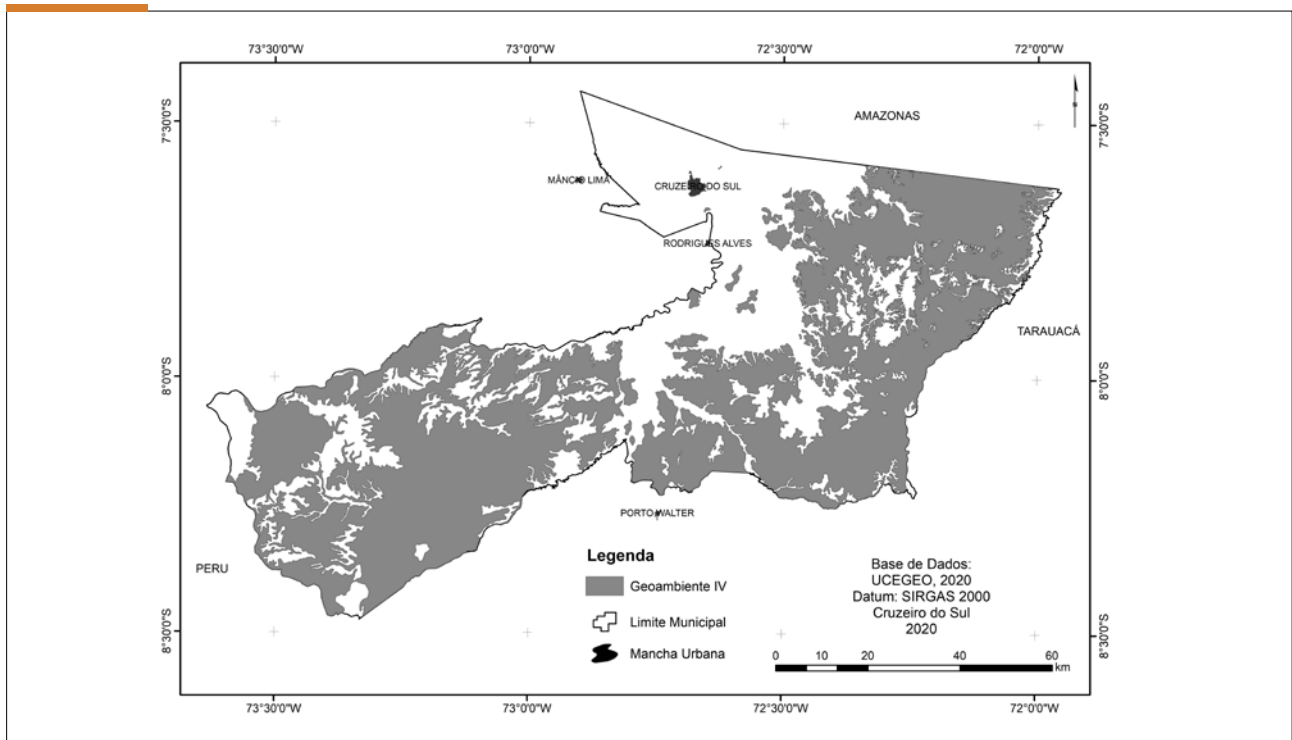 73°30'0"W 73°0'0"W 72°30'0"W 72°0'0"W
7°30'0"S
7°30'0"S
AMAZONAS
N
MÂNCIO LIMA
CRUZEIRO DO SUL
RODRIGUES ALVES
TARAUACÁ
8°0'0"S
8°0'0"S
PORTO WALTER
PERU
Legenda
Geoambiente IV
Limite Municipal
Mancha Urbana
Base de Dados:
UCEGEO, 2020
Datum: SIRGAS 2000
Cruzeiro do Sul
2020
0 10 20 40 60
km
8°30'0"S
8°30'0"S
73°30'0"W 73°0'0"W 72°30'0"W 72°0'0"W